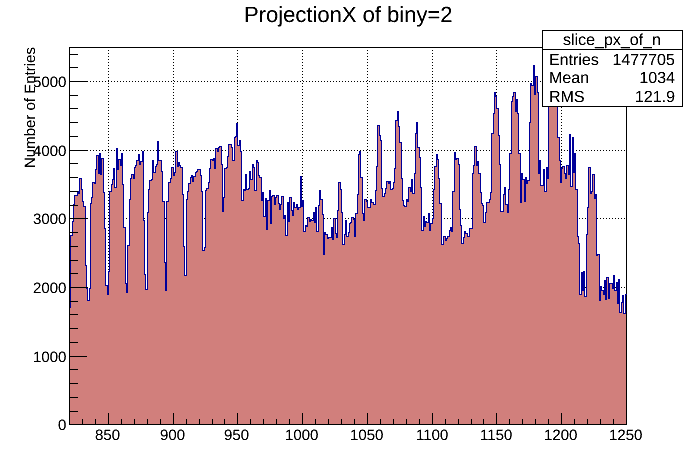 ProjectionX of biny=2
slice_px_of_n
Entries 1477705
Mean 1034
RMS 121.9
Number of Entries
5000
4000
3000
2000
1000
0
850 900 950 1000 1050 1100 1150 1200 1250